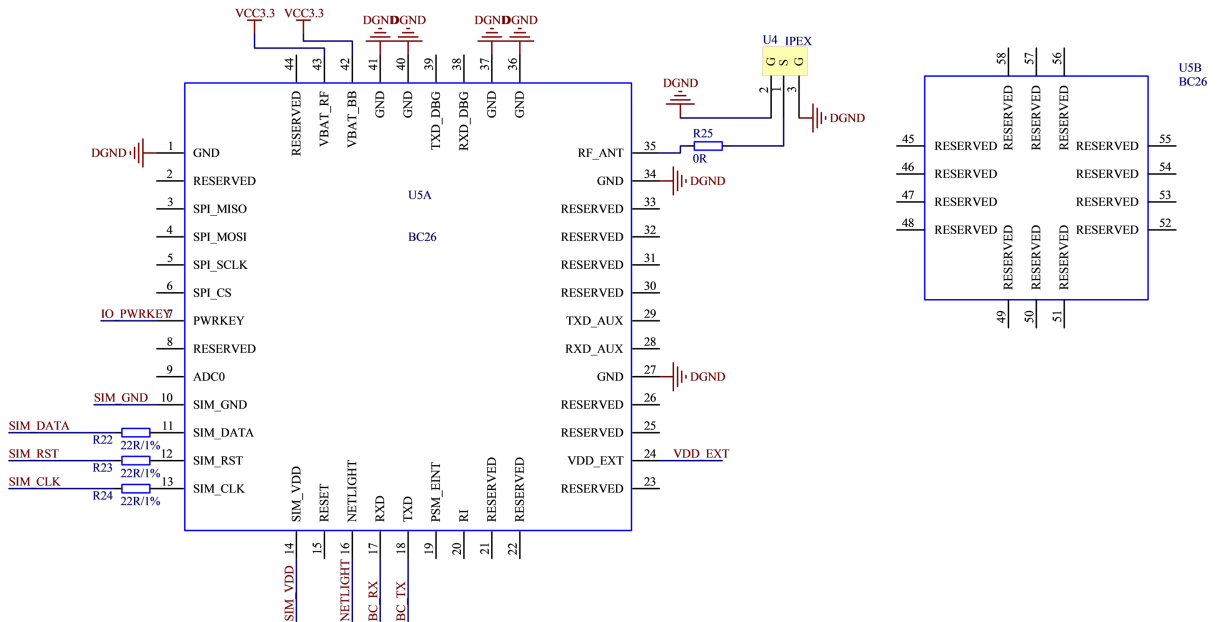 VCC3.3 VCC3.3
DGND DGND DGND DGND
44 43 42 41 40 39 38 37 36
RESERVED VBAT_RF VBAT_BB GND GND TXD_DBG RXD_DBG GND GND
U4 IPEX
G S G
2 1 3
DGND
DGND
R25
0R
DGND 1 GND
2 RESERVED
3 SPI_MISO
4 SPI_MOSI
5 SPI_SCLK
6 SPI_CS
IO_PWRKEY 7 PWRKEY
8 RESERVED
9 ADC0
SIM_GND 10 SIM_GND
SIM_DATA R22 22R/1% 11 SIM_DATA
SIM_RST R23 22R/1% 12 SIM_RST
SIM_CLK R24 22R/1% 13 SIM_CLK
U5A
BC26
RF_ANT 35
GND 34 DGND
RESERVED 33
RESERVED 32
RESERVED 31
RESERVED 30
TXD_AUX 29
RXD_AUX 28
GND 27 DGND
RESERVED 26
RESERVED 25
VDD_EXT 24 VDD_EXT
RESERVED 23
SIM_VDD RESET NETLIGHT RXD TXD PSM_EINT RI RESERVED RESERVED
14 15 16 17 18 19 20 21 22
SIM_VDD NETLIGHT BC_RX BC_TX
U5B
BC26
58 57 56
RESERVED RESERVED RESERVED
45 RESERVED
46 RESERVED
47 RESERVED
48 RESERVED
RESERVED 55
RESERVED 54
RESERVED 53
RESERVED 52
RESERVED RESERVED RESERVED
49 50 51